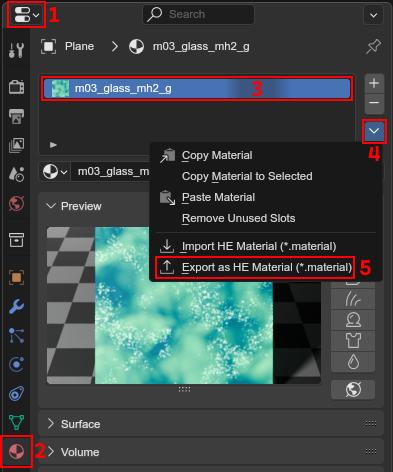 1
Search
Plane > m03_glass_mh2_g
m03_glass_mh2_g 3
4
m03_glass_m
Copy Material
Copy Material to Selected
Paste Material
Remove Unused Slots
Import HE Material (*.material)
Export as HE Material (*.material) 5
Preview
Surface
2
Volume